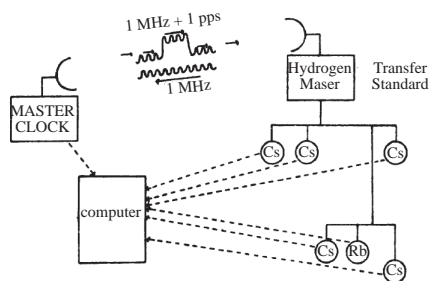 1 MHz + 1 pps
1 MHz
Hydrogen
Maser
Transfer
Standard
MASTER
CLOCK
Cs
Cs
Cs
computer
Cs
Rb
Cs